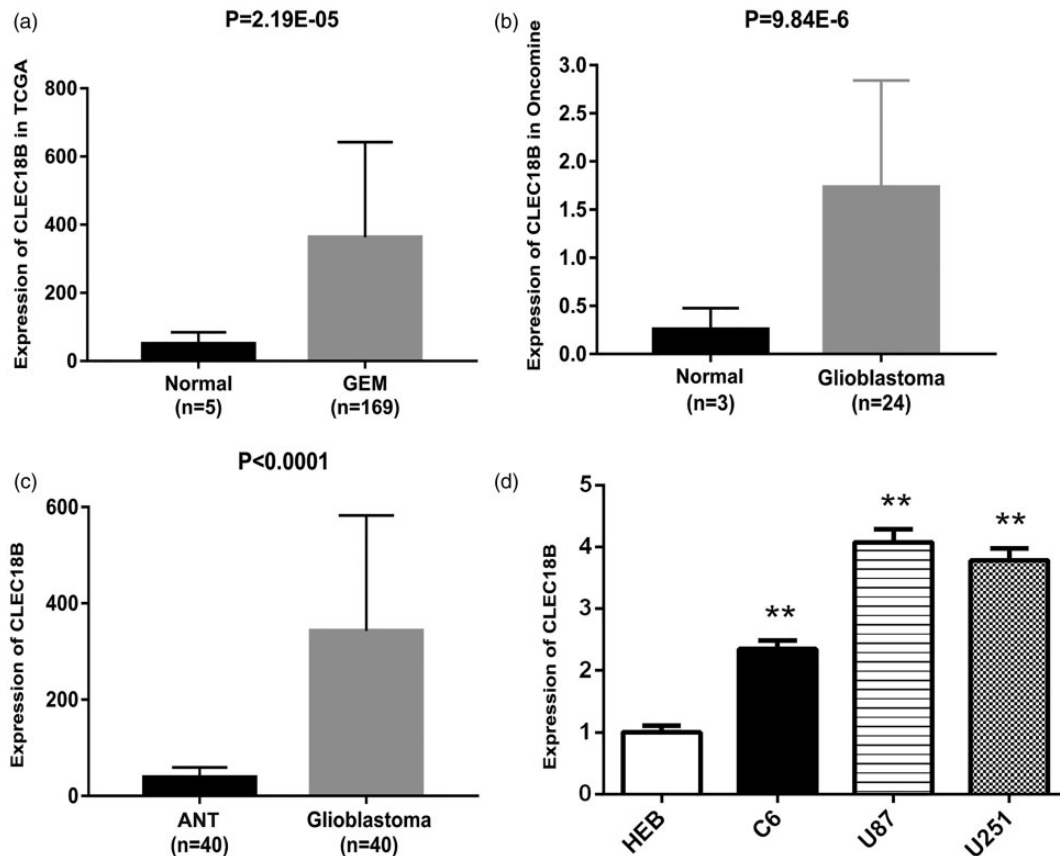 (a)
P=2.19E-05
Expression of CLEC18B in TCGA
800
600
400
200
0
Normal
(n=5)
GEM
(n=169)
(b)
P=9.84E-6
Expression of CLEC18B in Oncomine
3.0
2.5
2.0
1.5
1.0
0.5
0.0
Normal
(n=3)
Glioblastoma
(n=24)
(c)
P<0.0001
Expression of CLEC18B
600
400
200
0
ANT
(n=40)
Glioblastoma
(n=40)
(d)
Expression of CLEC18B
5
4
3
2
1
0
**
**
**
HEB
C6
U87
U251